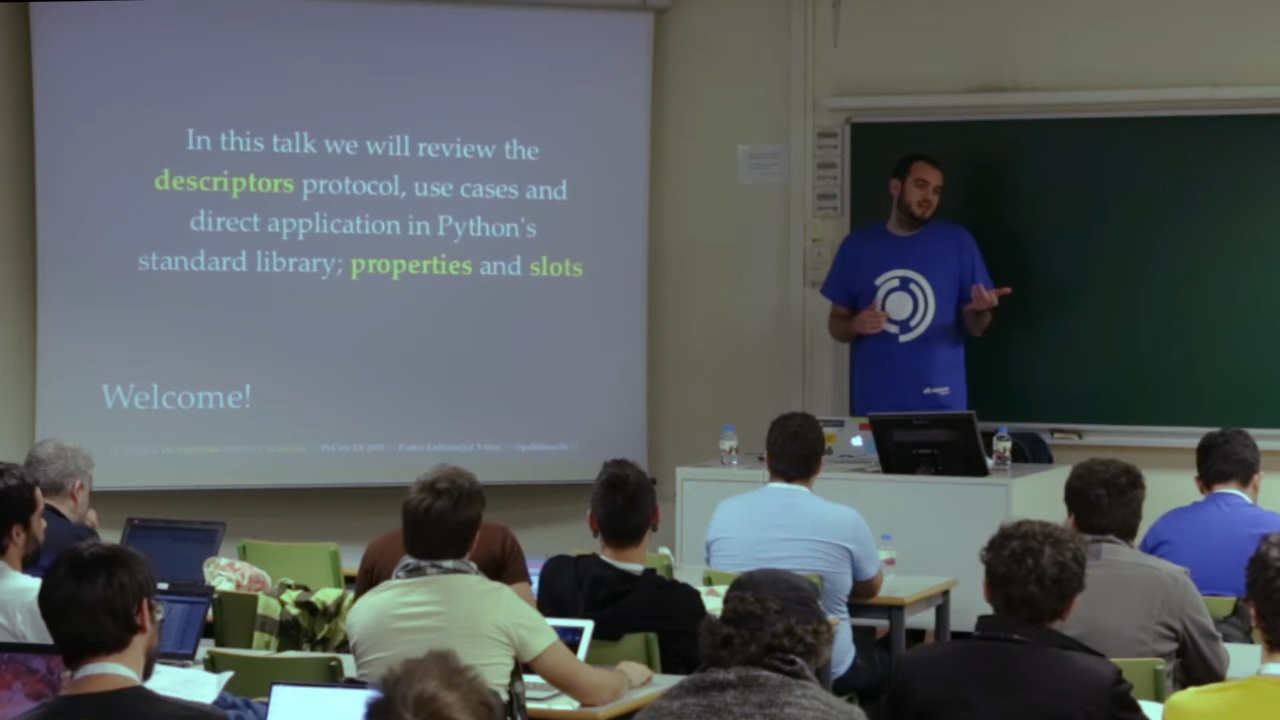 In this talk we will review the
descriptors protocol, use cases and
direct application in Python's
standard library; properties and slots
Welcome!